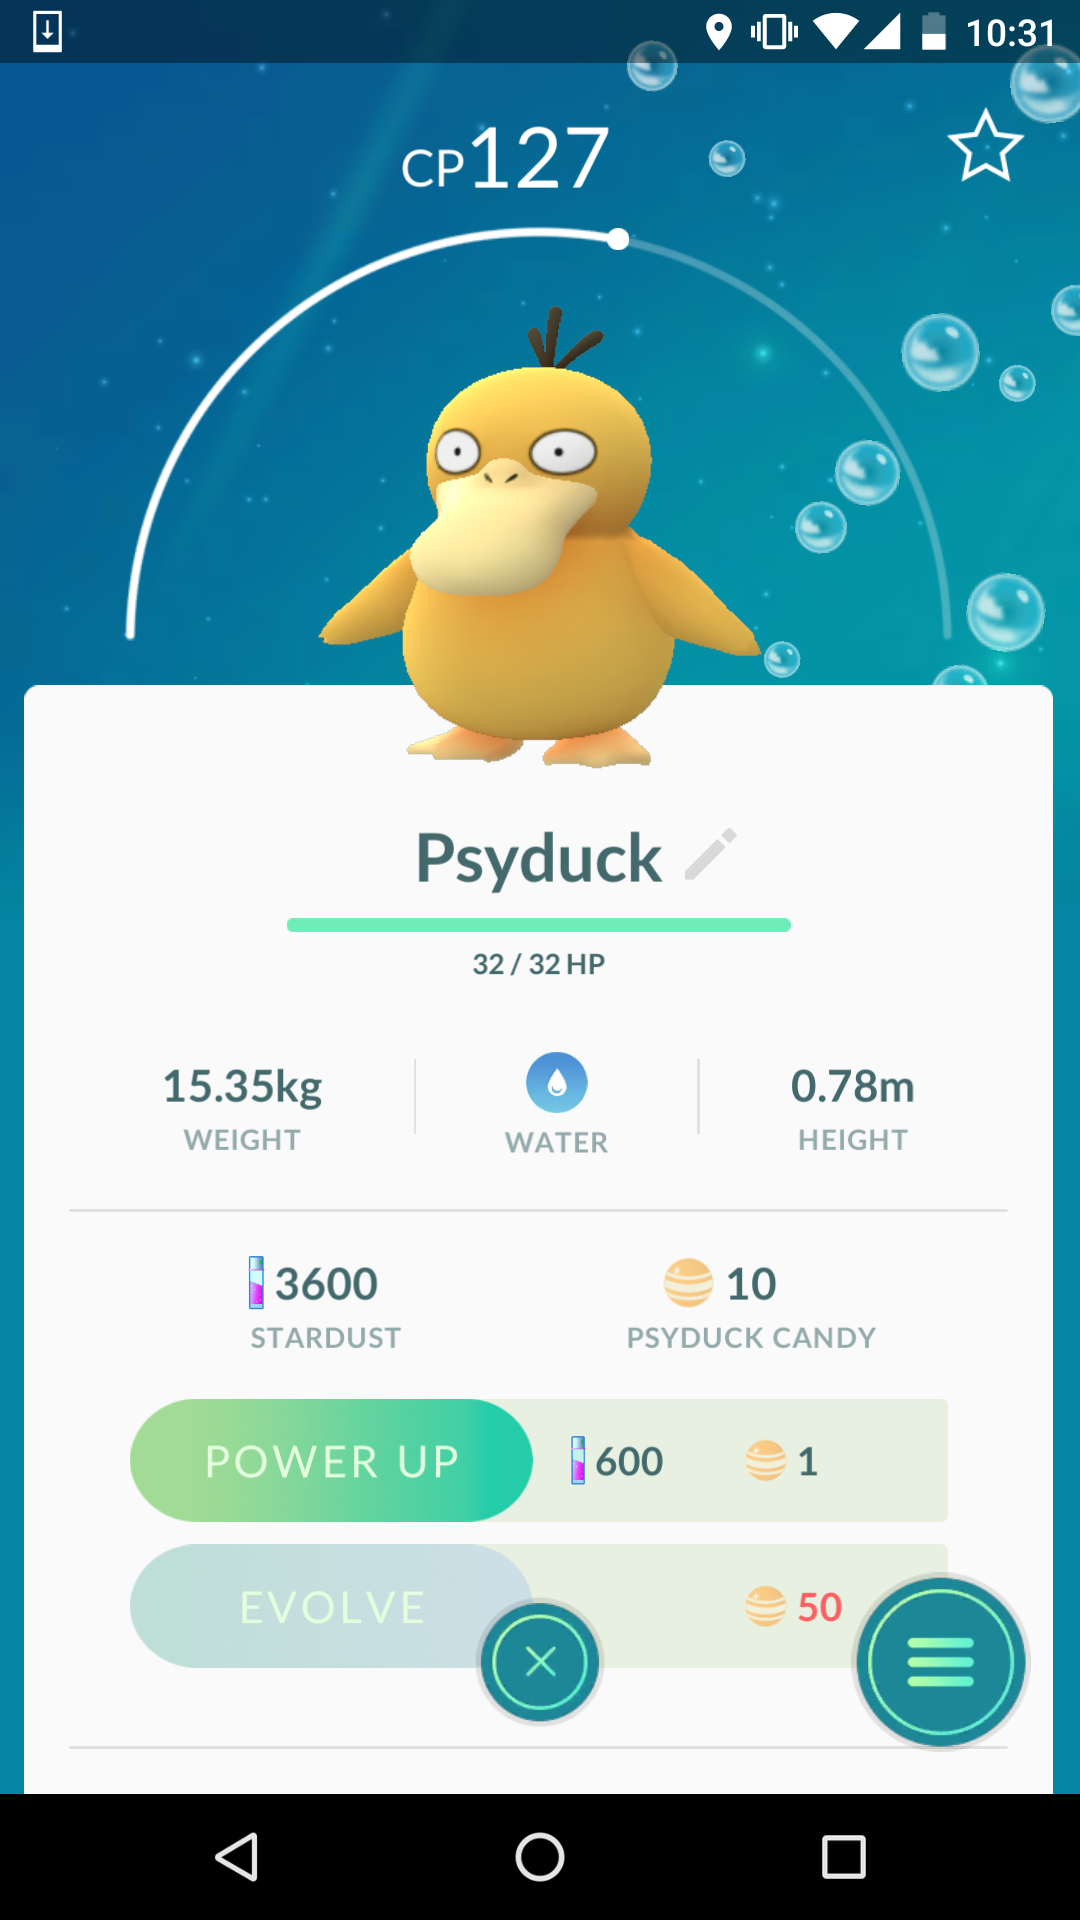 10:31
CP127
Psyduck
32 / 32 HP
15.35kg
WEIGHT
WATER
0.78m
HEIGHT
3600
STARDUST
10
PSYDUCK CANDY
POWER UP 600 1
EVOLVE 50